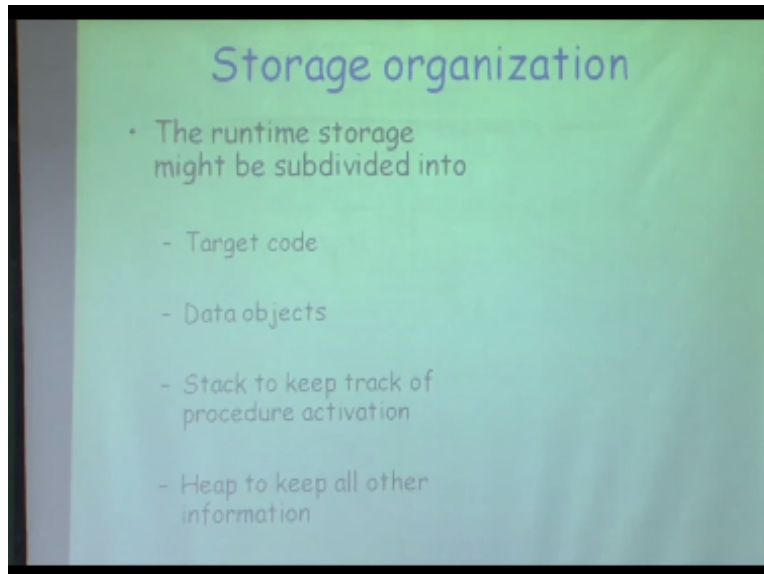 Storage organization
• The runtime storage
might be subdivided into
- Target code
- Data objects
- Stack to keep track of
procedure activation
- Heap to keep all other
information